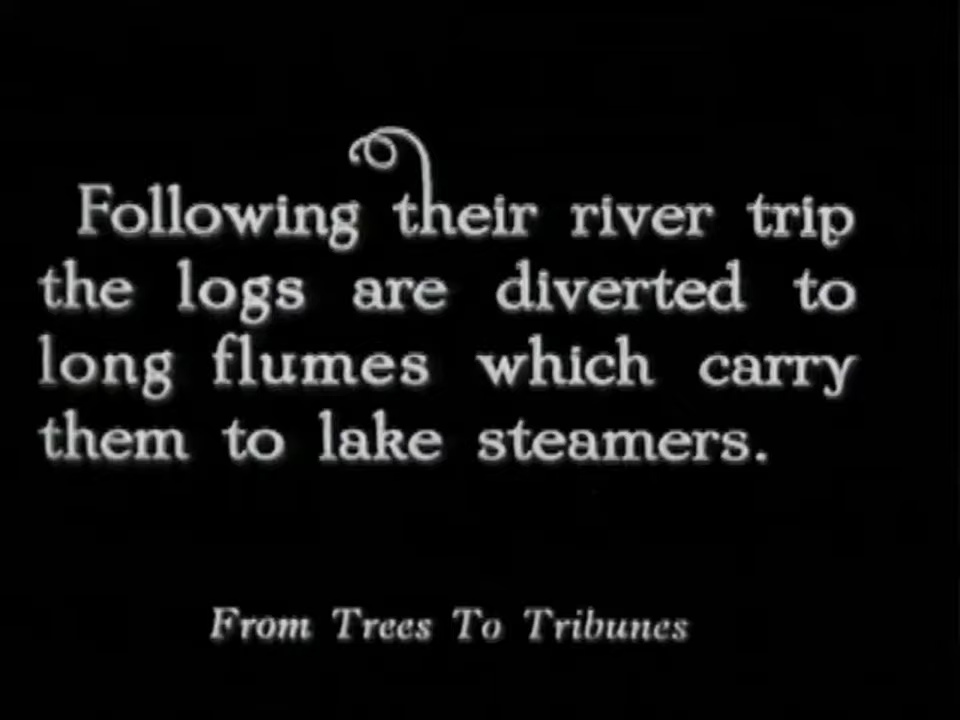 Following their river trip
the logs are diverted to
long flumes which carry
them to lake steamers.
From Trees To Tribunes